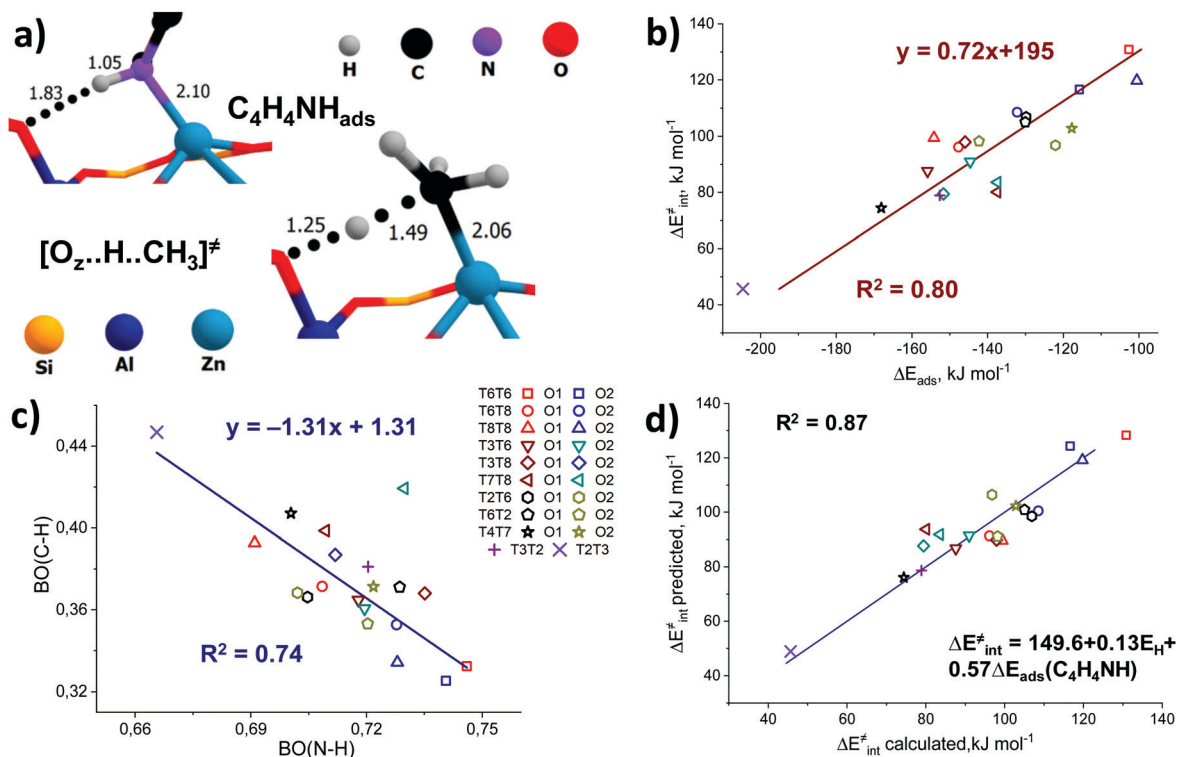 a)
1.05
1.83
2.10
H C N O
C4H4NHads
1.25
1.49
2.06
[Oz..H..CH3]≠
Si Al Zn
b)
y = 0.72x+195
R² = 0.80
140
120
100
80
60
40
-200 -180 -160 -140 -120 -100
ΔE≠int, kJ mol-1
ΔEads, kJ mol-1
c)
y = –1.31x + 1.31
R² = 0.74
0,44
0,40
0,36
0,32
0,66 0,69 0,72 0,75
BO(C-H)
BO(N-H)
T6T6 O1 O2
T6T8 O1 O2
T8T8 O1 O2
T3T6 O1 O2
T3T8 O1 O2
T7T8 O1 O2
T2T6 O1 O2
T6T2 O1 O2
T4T7 O1 O2
T3T2 T2T3
d)
R² = 0.87
140
120
100
80
60
40
40 60 80 100 120 140
ΔE≠int predicted, kJ mol-1
ΔE≠int = 149.6+0.13EH+
0.57ΔEads(C4H4NH)
ΔE≠int calculated,kJ mol-1